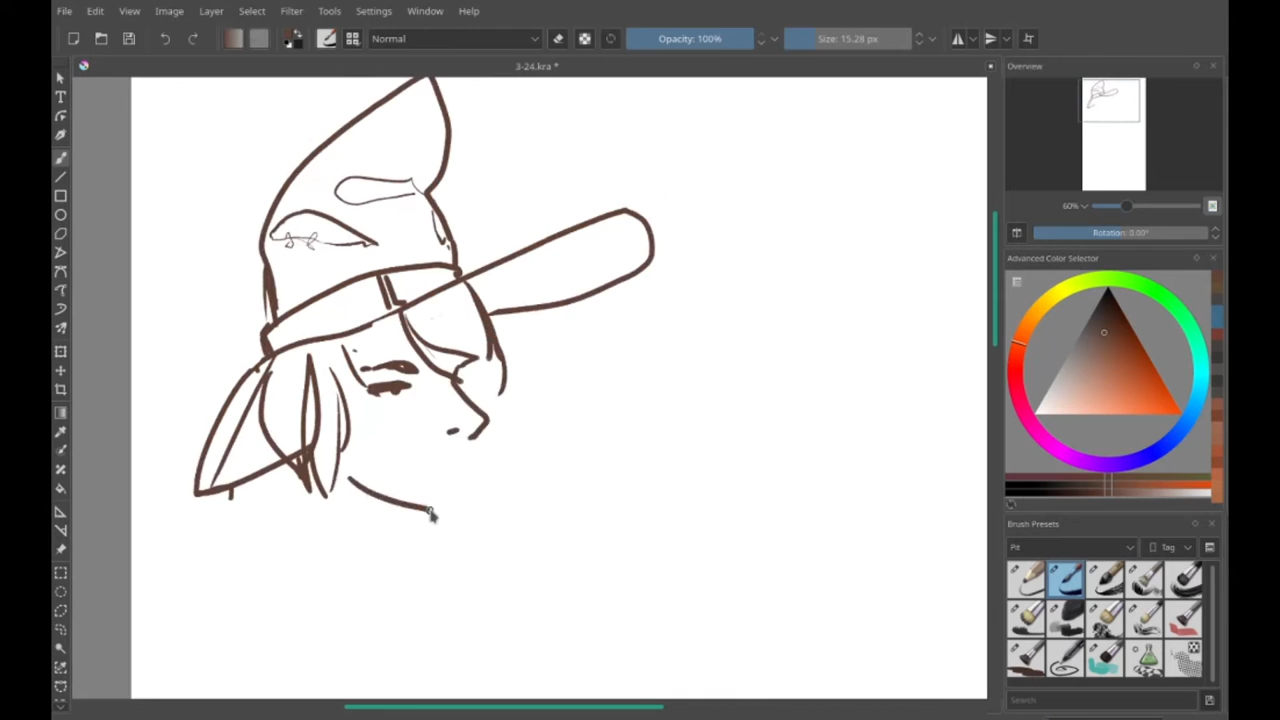 File Edit View Image Layer Select Filter Tools Settings Window Help
Normal Opacity: 100% Size: 15.28 px
3-24.kra *
Overview
60%
Rotation: 0.00°
Advanced Color Selector
Brush Presets
Pit Tag
Search